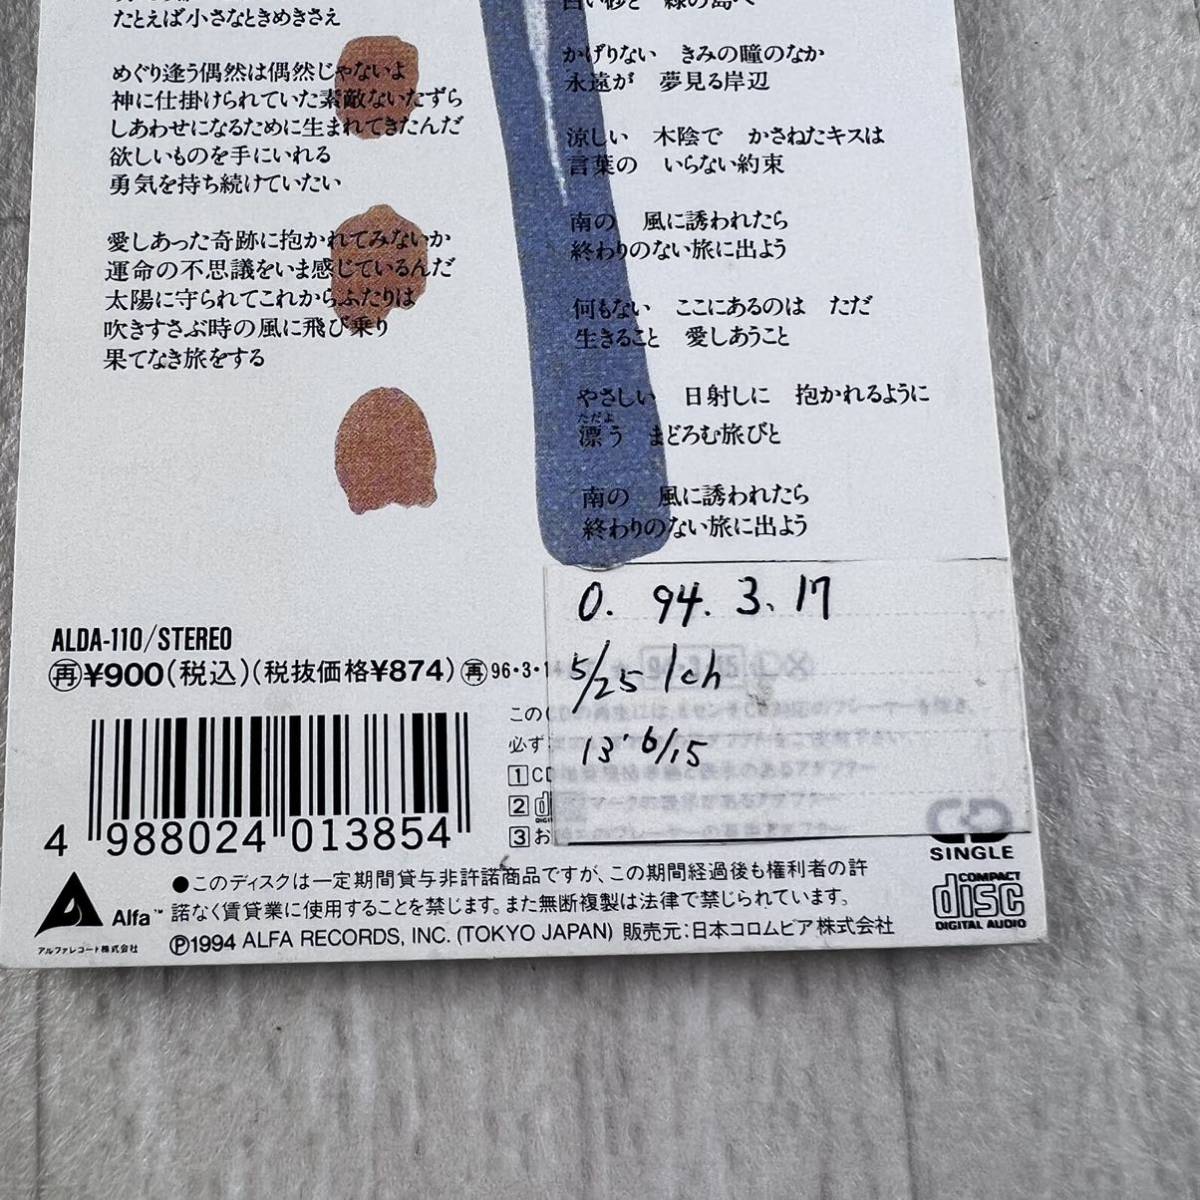 たとえば小さなときめきさえ
めぐり逢う偶然は偶然じゃないよ
神に仕掛けられていた素敵ないたずら
しあわせになるために生まれてきたんだ
欲しいものを手にいれる
勇気を持ち続けていたい
愛しあった奇跡に抱かれてみないか
運命の不思議をいま感じているんだ
太陽に守られてこれからふたりは
吹きすさぶ時の風に飛び乗り
果てなき旅をする
白い砂と 緑の島へ
かげりない きみの瞳のなか
永遠が 夢見る岸辺
涼しい 木陰で かさねたキスは
言葉の いらない約束
南の 風に誘われたら
終わりのない旅に出よう
何もない ここにあるのは ただ
生きること 愛しあうこと
やさしい 日射しに 抱かれるように
ただよ
漂う まどろむ旅びと
南の 風に誘われたら
終わりのない旅に出よう
O. 94. 3. 17
5/25 1ch
13' 6/15
ALDA-110/STEREO
再¥900(税込)(税抜価格¥874)再96・3・14
94・3・15
この
必ず
1 CD
2
3 お
4 988024 013854
CD
SINGLE
COMPACT
disc
DIGITAL AUDIO
●このディスクは一定期間貸与非許諾商品ですが、この期間経過後も権利者の許
諾なく賃貸業に使用することを禁じます。また無断複製は法律で禁じられています。
Ⓟ1994 ALFA RECORDS, INC. (TOKYO JAPAN) 販売元:日本コロムビア株式会社
Alfa™
アルファレコード株式会社